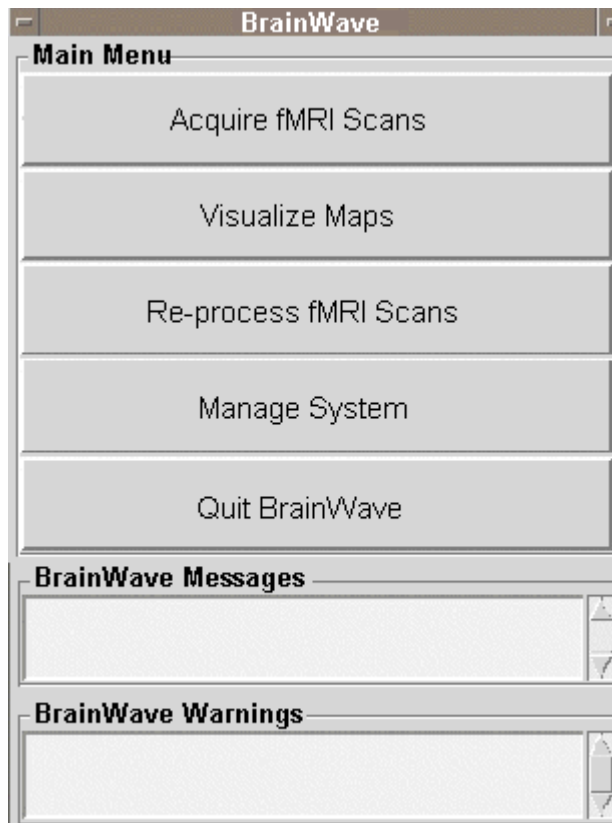 BrainWave
Main Menu
Acquire fMRI Scans
Visualize Maps
Re-process fMRI Scans
Manage System
Quit BrainWave
BrainWave Messages
BrainWave Warnings